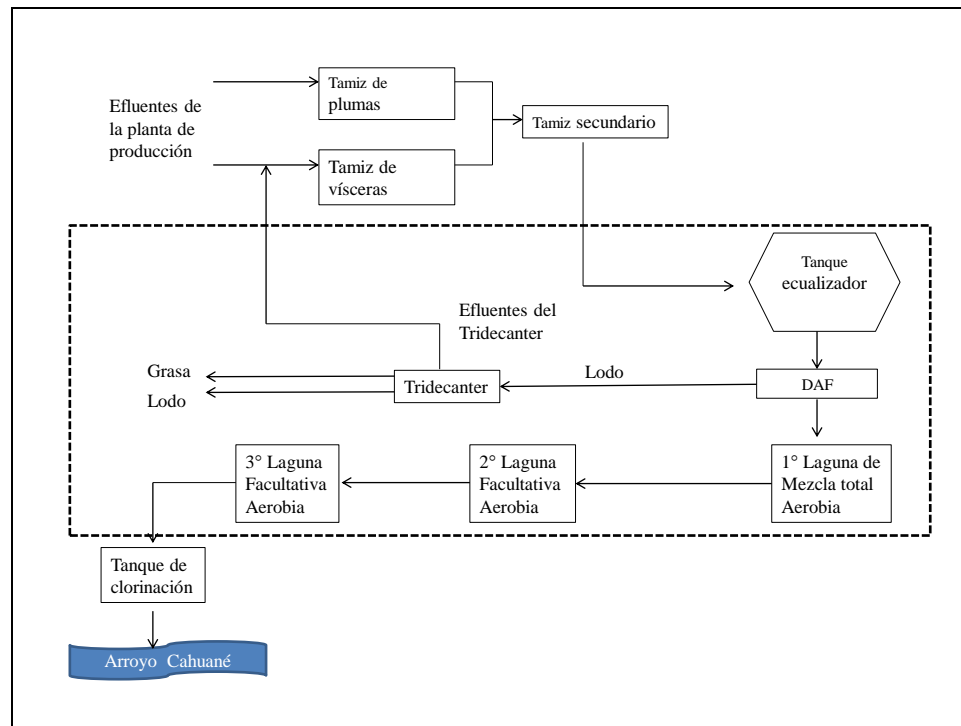 Tamiz de
plumas
Efluentes de
la planta de
producción
Tamiz secundario
Tamiz de
vísceras
Tanque
ecualizador
Efluentes del
Tridecanter
Grasa
Lodo
Tridecanter
Lodo
DAF
3° Laguna
Facultativa
Aerobia
2° Laguna
Facultativa
Aerobia
1° Laguna de
Mezcla total
Aerobia
Tanque de
clorinación
Arroyo Cahuané